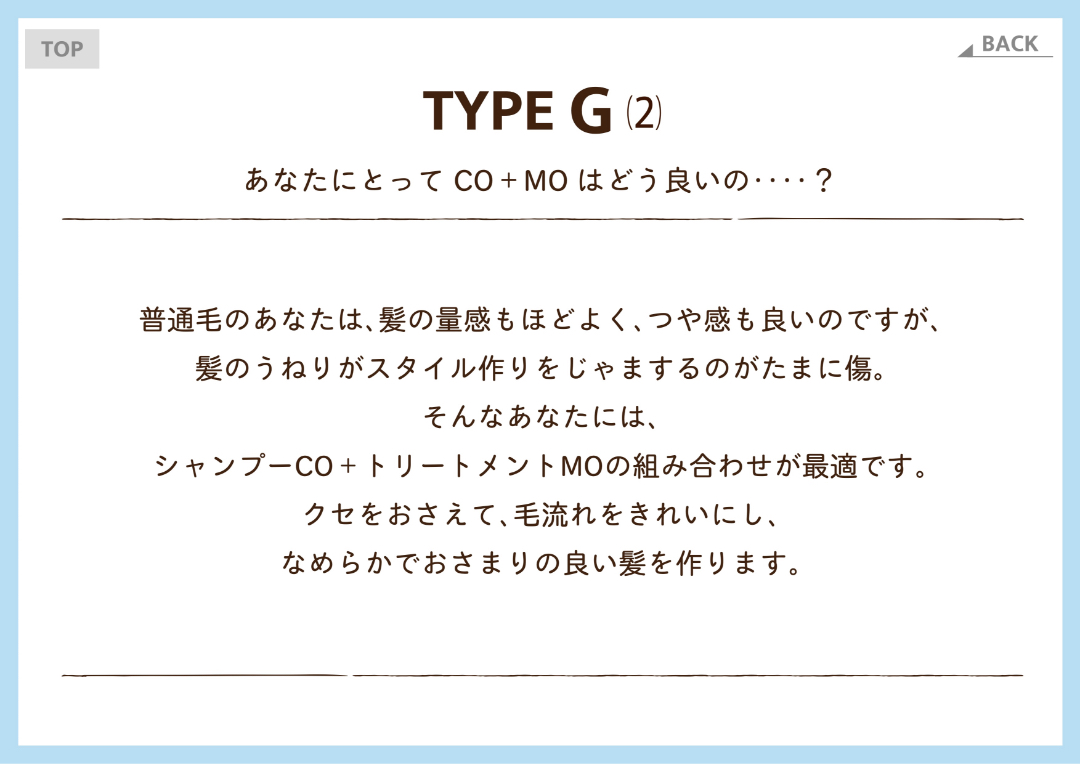 TOP
BACK
TYPE G (2)
あなたにとって CO+MO はどう良いの‥‥？
普通毛のあなたは、髪の量感もほどよく、つや感も良いのですが、
髪のうねりがスタイル作りをじゃまするのがたまに傷。
そんなあなたには、
シャンプーCO+トリートメントMOの組み合わせが最適です。
クセをおさえて、毛流れをきれいにし、
なめらかでおさまりの良い髪を作ります。